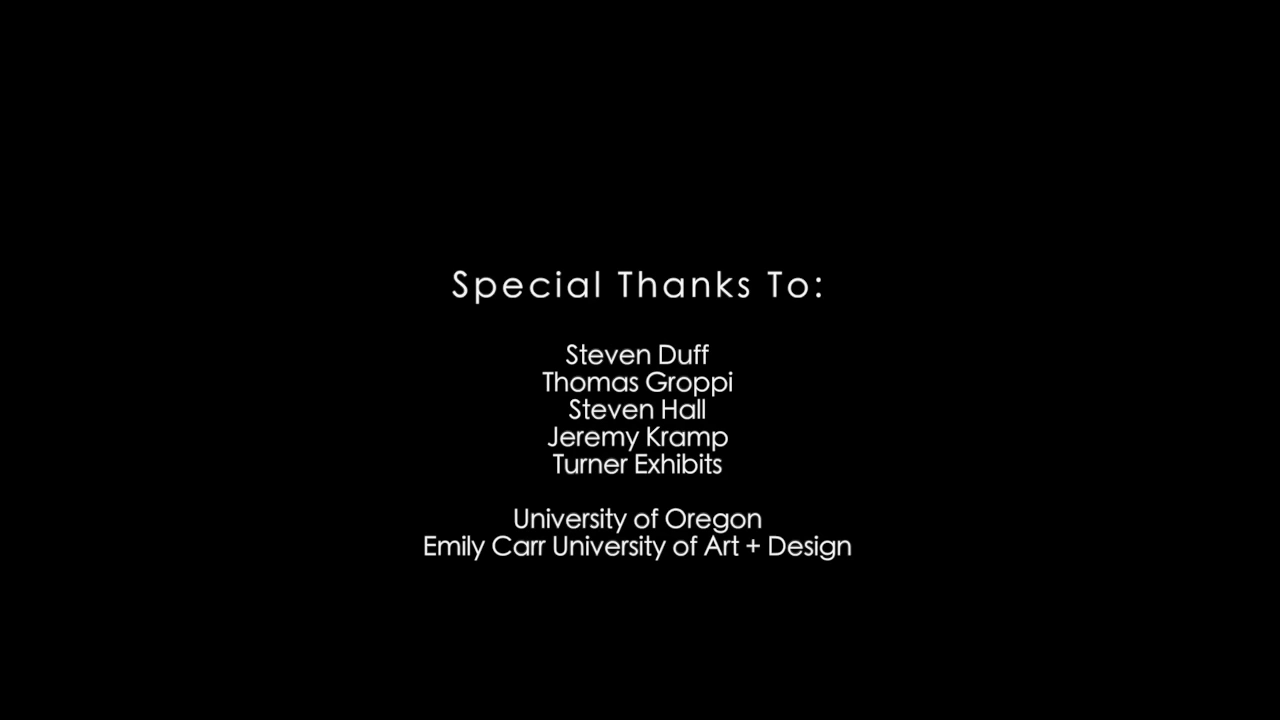 Special Thanks To:
Steven Duff
Thomas Groppi
Steven Hall
Jeremy Kramp
Turner Exhibits
University of Oregon
Emily Carr University of Art + Design